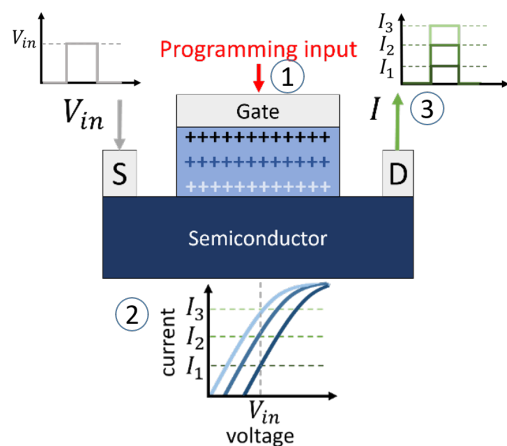 Programming input
1
V_in
V_in
Gate
++++++++++++
++++++++++++
++++++++++++
S
Semiconductor
I_3
I_2
I_1
I
3
D
2
current
I_3
I_2
I_1
V_in
voltage